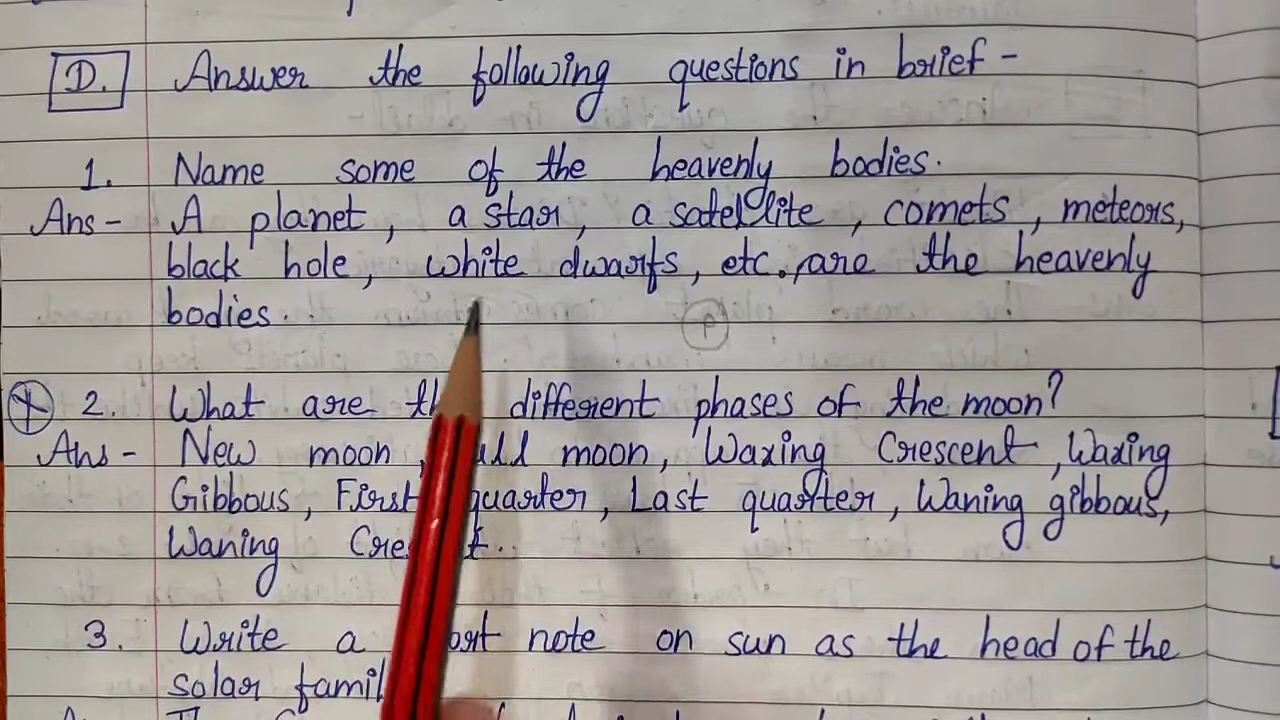 D. Answer the following questions in brief -
1. Name some of the heavenly bodies.
Ans - A planet, a star, a satellite, comets, meteors,
black hole, white dwarfs, etc. are the heavenly
bodies.
2. What are different phases of the moon?
Ans - New moon, moon, Waxing Crescent, Waxing
Gibbous, First quarter, Last quarter, Waning gibbous,
Waning
3. Write a note on sun as the head of the
solar